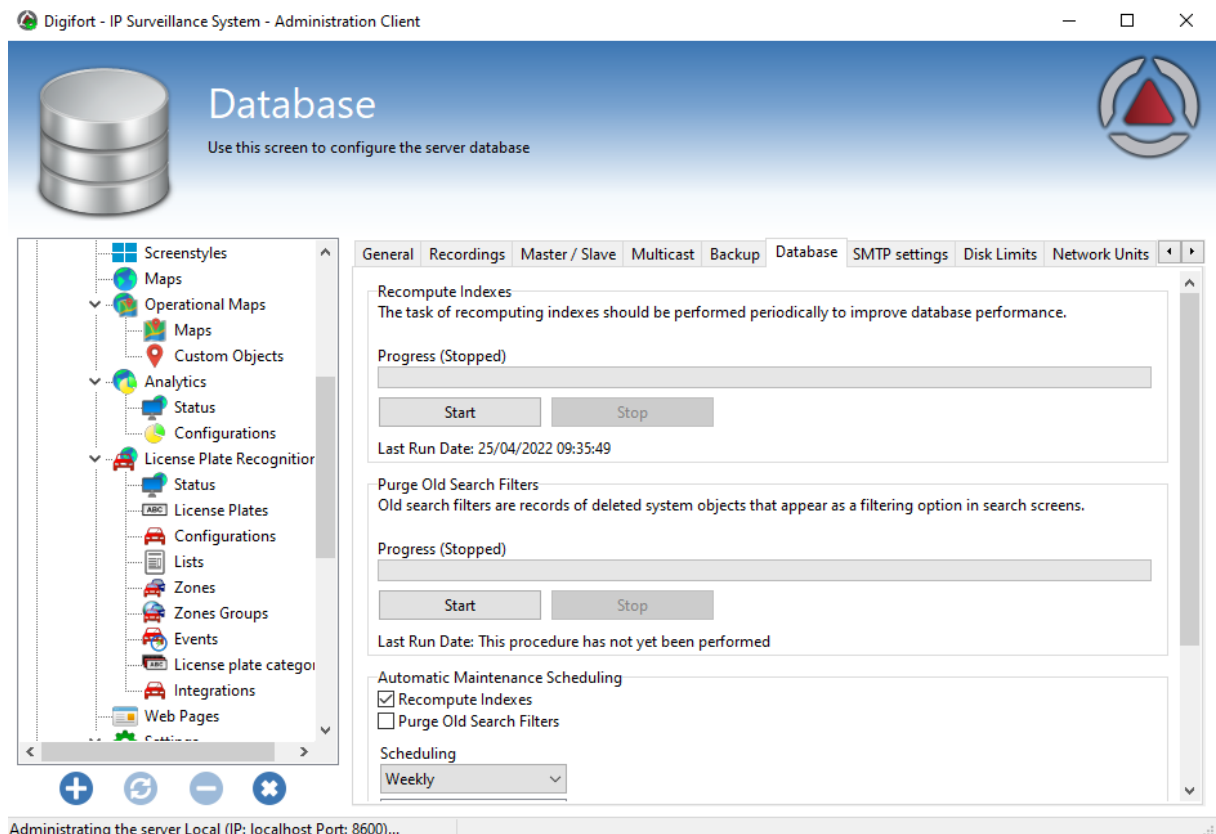 Digifort - IP Surveillance System - Administration Client
Database
Use this screen to configure the server database
Screenstyles
Maps
Operational Maps
Maps
Custom Objects
Analytics
Status
Configurations
License Plate Recognition
Status
ABC License Plates
Configurations
Lists
Zones
Zones Groups
Events
ABC License plate categor
Integrations
Web Pages
Settings
General Recordings Master / Slave Multicast Backup Database SMTP settings Disk Limits Network Units
Recompute Indexes
The task of recomputing indexes should be performed periodically to improve database performance.
Progress (Stopped)
Start Stop
Last Run Date: 25/04/2022 09:35:49
Purge Old Search Filters
Old search filters are records of deleted system objects that appear as a filtering option in search screens.
Progress (Stopped)
Start Stop
Last Run Date: This procedure has not yet been performed
Automatic Maintenance Scheduling
Recompute Indexes
Purge Old Search Filters
Scheduling
Weekly
Administrating the server Local (IP: localhost Port: 8600)...